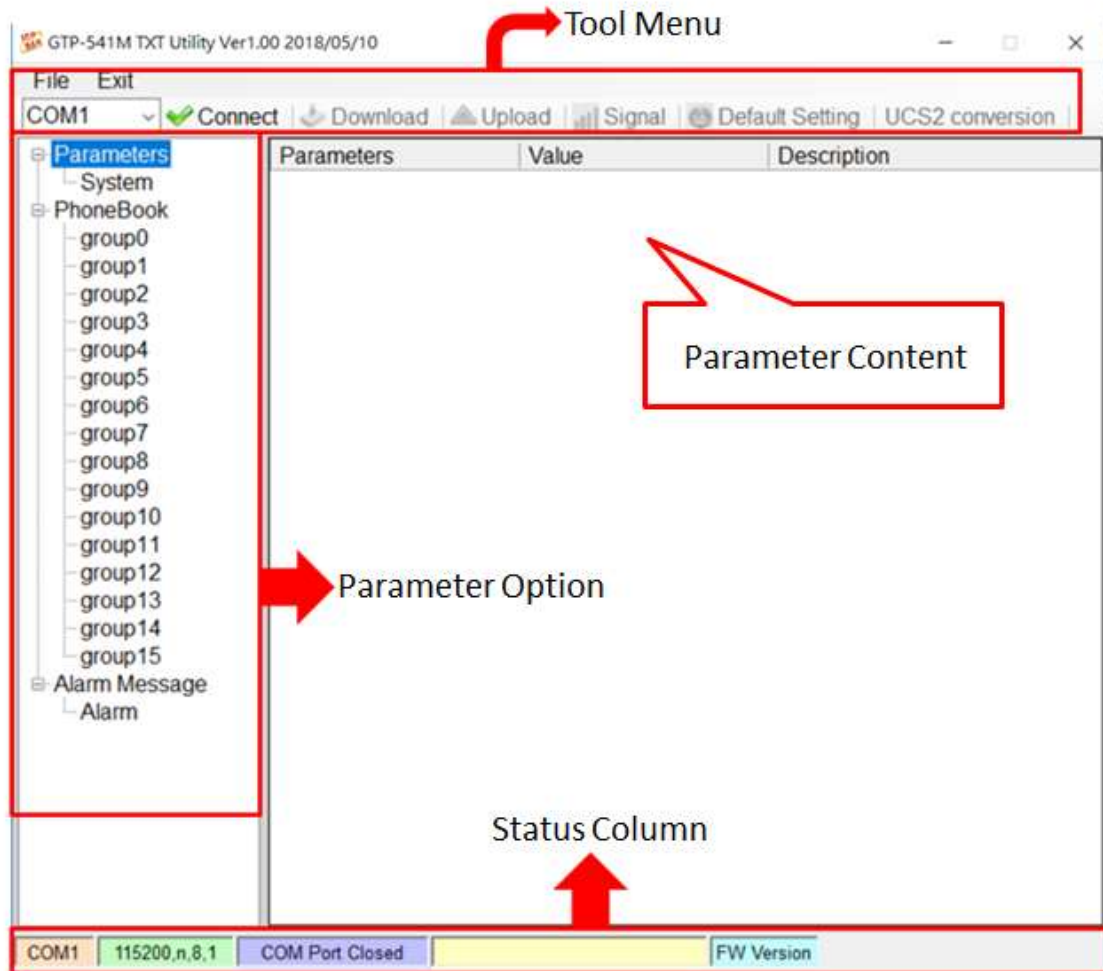 Tool Menu
GTP-541M TXT Utility Ver1.00 2018/05/10
File Exit
COM1 Connect Download Upload Signal Default Setting UCS2 conversion
Parameters
System
PhoneBook
group0
group1
group2
group3
group4
group5
group6
group7
group8
group9
group10
group11
group12
group13
group14
group15
Alarm Message
Alarm
Parameters Value Description
Parameter Content
Parameter Option
Status Column
COM1 115200,n,8,1 COM Port Closed FW Version